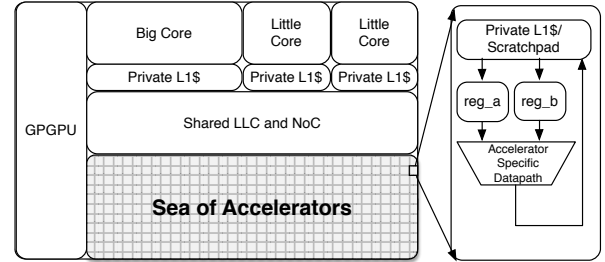 GPGPU
Big Core
Little
Core
Little
Core
Private L1$
Private L1$
Private L1$
Shared LLC and NoC
Sea of Accelerators
Private L1$/
Scratchpad
reg_a
reg_b
Accelerator
Specific
Datapath